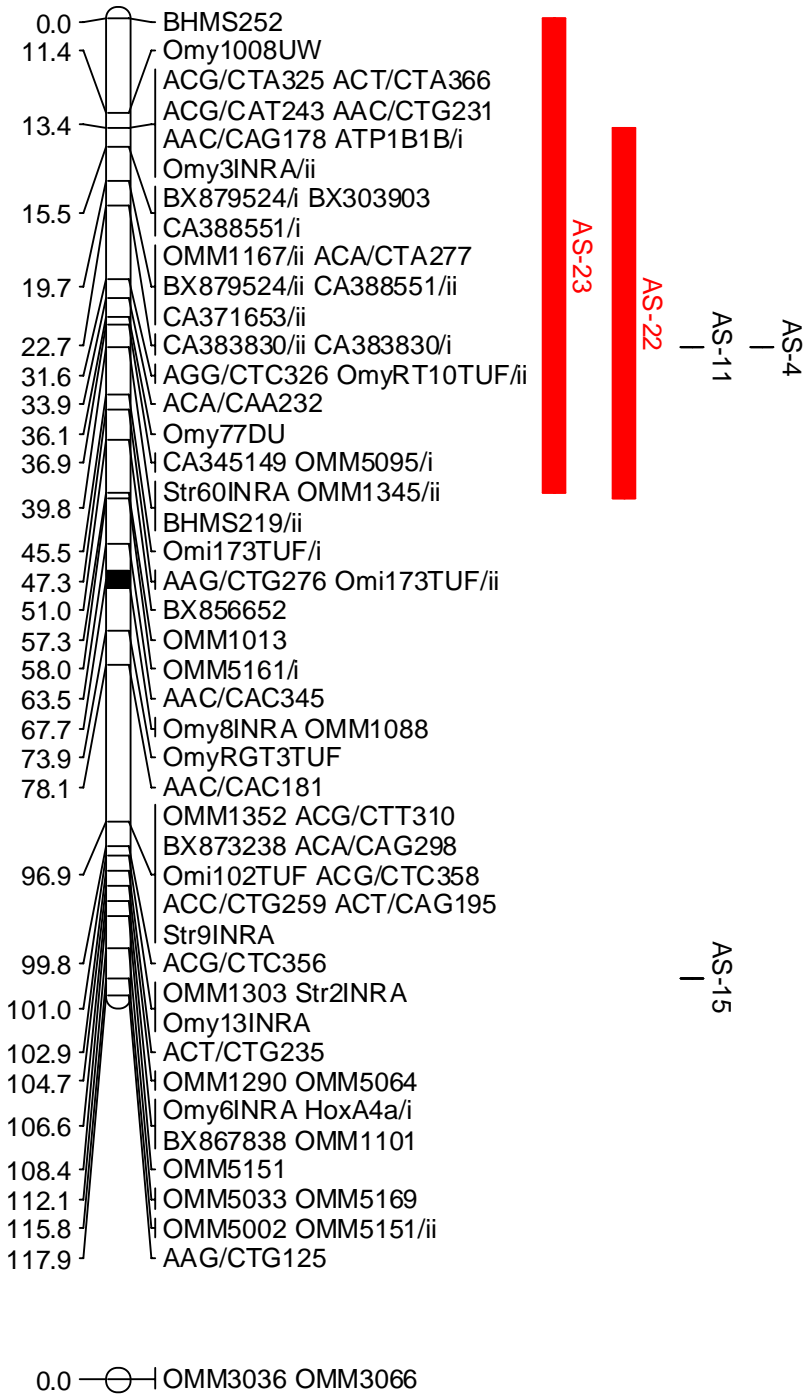 0.0 BHMS252
11.4 Omy1008UW
ACG/CTA325 ACT/CTA366
ACG/CAT243 AAC/CTG231
13.4 AAC/CAG178 ATP1B1B/i
Omy3INRA/ii
BX879524/i BX303903
15.5 CA388551/i
OMM1167/ii ACA/CTA277
19.7 BX879524/ii CA388551/ii
CA371653/ii
22.7 CA383830/ii CA383830/i
31.6 AGG/CTC326 OmyRT10TUF/ii
33.9 ACA/CAA232
36.1 Omy77DU
36.9 CA345149 OMM5095/i
Str60INRA OMM1345/ii
39.8 BHMS219/ii
45.5 Omi173TUF/i
47.3 AAG/CTG276 Omi173TUF/ii
51.0 BX856652
57.3 OMM1013
58.0 OMM5161/i
63.5 AAC/CAC345
67.7 Omy8INRA OMM1088
73.9 OmyRGT3TUF
78.1 AAC/CAC181
OMM1352 ACG/CTT310
BX873238 ACA/CAG298
96.9 Omi102TUF ACG/CTC358
ACC/CTG259 ACT/CAG195
Str9INRA
99.8 ACG/CTC356
OMM1303 Str2INRA
101.0 Omy13INRA
102.9 ACT/CTG235
104.7 OMM1290 OMM5064
Omy6INRA HoxA4a/i
106.6 BX867838 OMM1101
108.4 OMM5151
112.1 OMM5033 OMM5169
115.8 OMM5002 OMM5151/ii
117.9 AAG/CTG125
0.0 OMM3036 OMM3066
AS-23
AS-22
AS-11
AS-4
AS-15